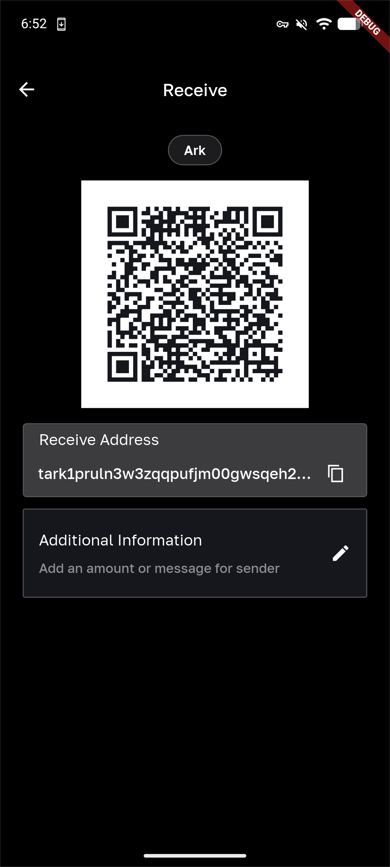 6:52
DEBUG
Receive
Ark
Receive Address
tark1pruln3w3zqqpufjm00gwsqeh2...
Additional Information
Add an amount or message for sender